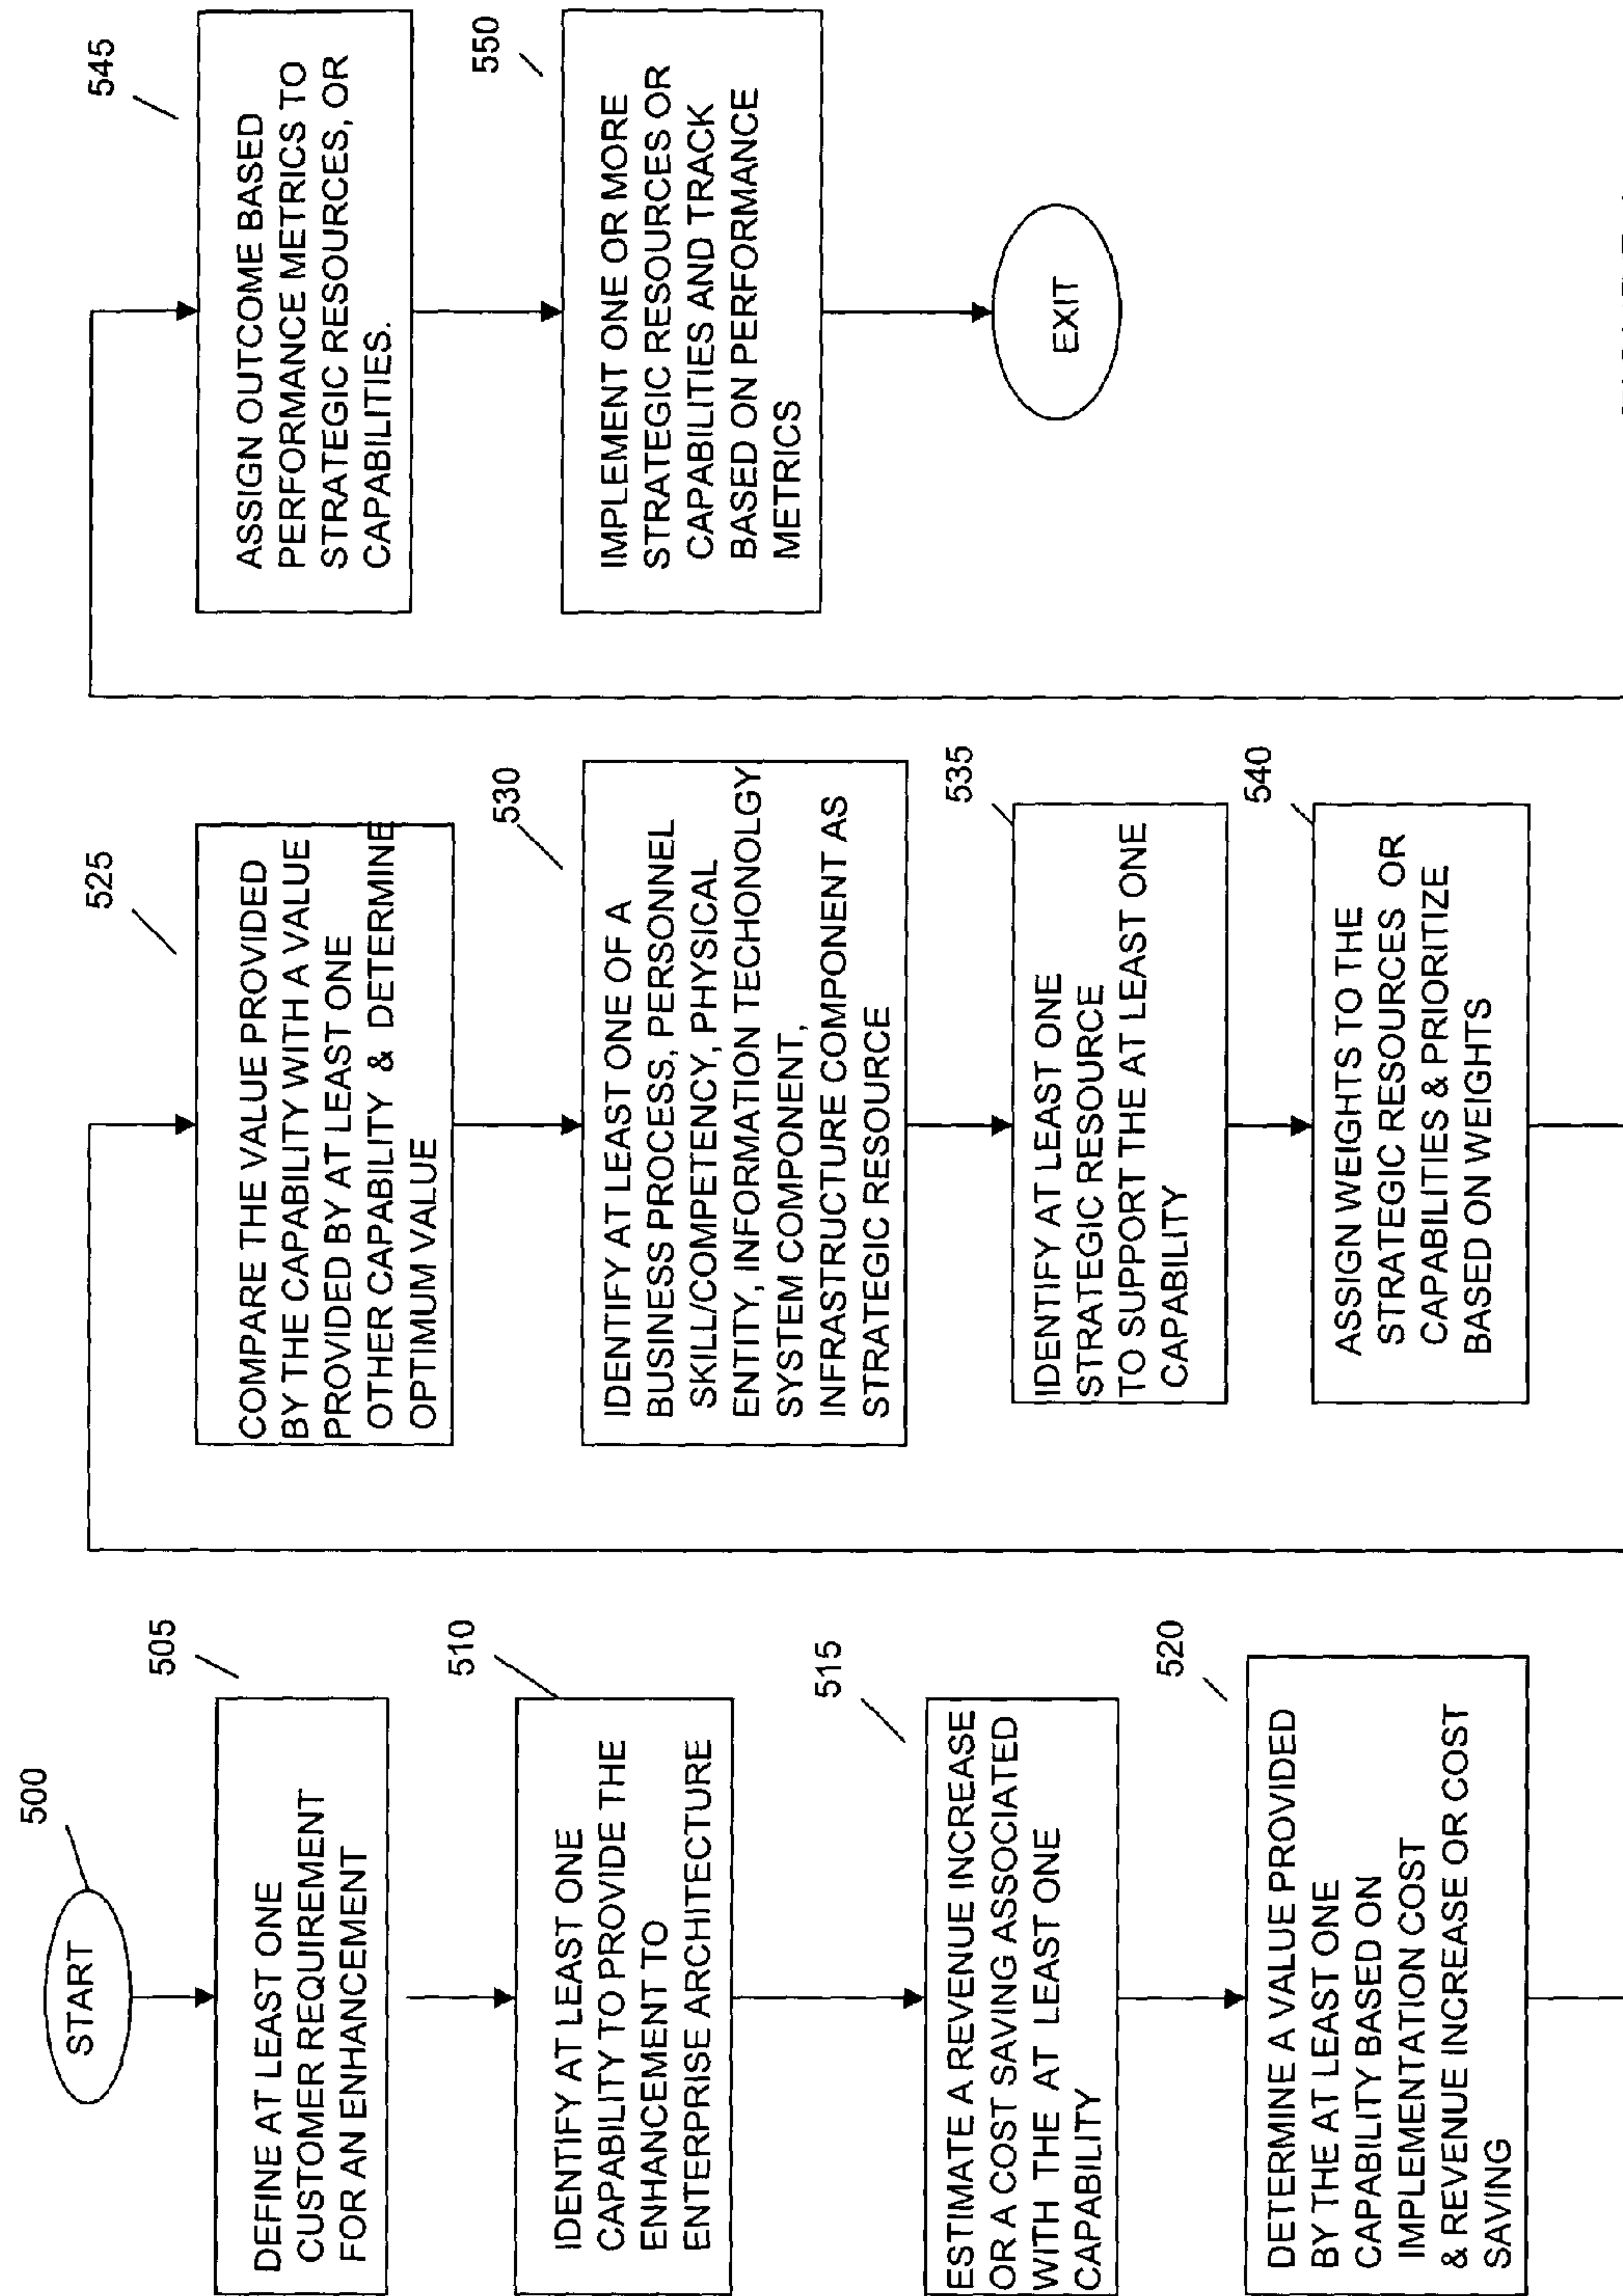 START
500
DEFINE AT LEAST ONE
CUSTOMER REQUIREMENT
FOR AN ENHANCEMENT
505
IDENTIFY AT LEAST ONE
CAPABILITY TO PROVIDE THE
ENHANCEMENT TO
ENTERPRISE ARCHITECTURE
510
ESTIMATE A REVENUE INCREASE
OR A COST SAVING ASSOCIATED
WITH THE AT LEAST ONE
CAPABILITY
515
DETERMINE A VALUE PROVIDED
BY THE AT LEAST ONE
CAPABILITY BASED ON
IMPLEMENTATION COST
& REVENUE INCREASE OR COST
SAVING
520
COMPARE THE VALUE PROVIDED
BY THE CAPABILITY WITH A VALUE
PROVIDED BY AT LEAST ONE
OTHER CAPABILITY & DETERMINE
OPTIMUM VALUE
525
IDENTIFY AT LEAST ONE OF A
BUSINESS PROCESS, PERSONNEL
SKILL/COMPETENCY, PHYSICAL
ENTITY, INFORMATION TECHONOLGY
SYSTEM COMPONENT,
INFRASTRUCTURE COMPONENT AS
STRATEGIC RESOURCE
530
IDENTIFY AT LEAST ONE
STRATEGIC RESOURCE
TO SUPPORT THE AT LEAST ONE
CAPABILITY
535
ASSIGN WEIGHTS TO THE
STRATEGIC RESOURCES OR
CAPABILITIES & PRIORITIZE
BASED ON WEIGHTS
540
ASSIGN OUTCOME BASED
PERFORMANCE METRICS TO
STRATEGIC RESOURCES, OR
CAPABILITIES.
545
IMPLEMENT ONE OR MORE
STRATEGIC RESOURCES OR
CAPABILITIES AND TRACK
BASED ON PERFORMANCE
METRICS
550
EXIT